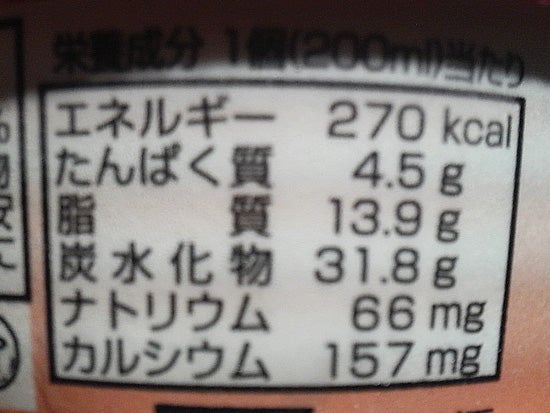 栄養成分 1個(200ml)当たり
エネルギー 270 kcal
たんぱく質 4.5 g
脂質 13.9 g
炭水化物 31.8 g
ナトリウム 66 mg
カルシウム 157 mg